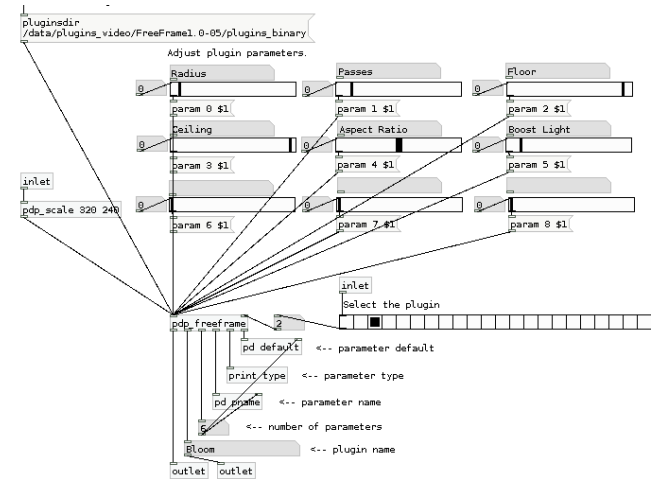 pluginsdir
/data/plugins_video/FreeFrame1.0-05/plugins_binary
Adjust plugin parameters.
Radius
Passes
Floor
0
0
0
param 0 $1
param 1 $1
param 2 $1
Ceiling
Aspect Ratio
Boost Light
0
0
0
param 3 $1
param 4 $1
param 5 $1
inlet
pdp_scale 320 240
0
0
0
param 6 $1
param 7 $1
param 8 $1
inlet
Select the plugin
pdp_freeframe
2
pd default
<-- parameter default
print type
<-- parameter type
pd pname
<-- parameter name
6
<-- number of parameters
Bloom
<-- plugin name
outlet
outlet